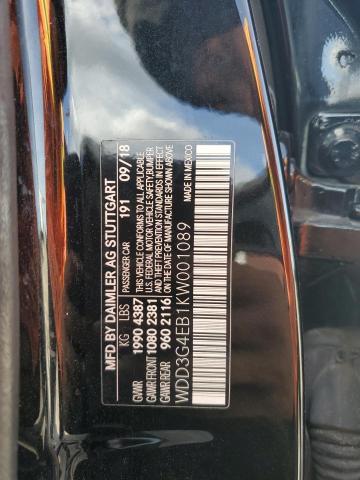 MFD BY DAIMLER AG STUTTGART
PASSENGER CAR 191 09/18
KG LBS
GVWR 1990 4387
GAWR FRONT 1080 2381
GAWR REAR 960 2116
THIS VEHICLE CONFORMS TO ALL APPLICABLE
U.S. FEDERAL MOTOR VEHICLE SAFETY, BUMPER
AND THEFT PREVENTION STANDARDS IN EFFECT
ON THE DATE OF MANUFACTURE SHOWN ABOVE
WDD3G4EB1KW001089
MADE IN MEXICO